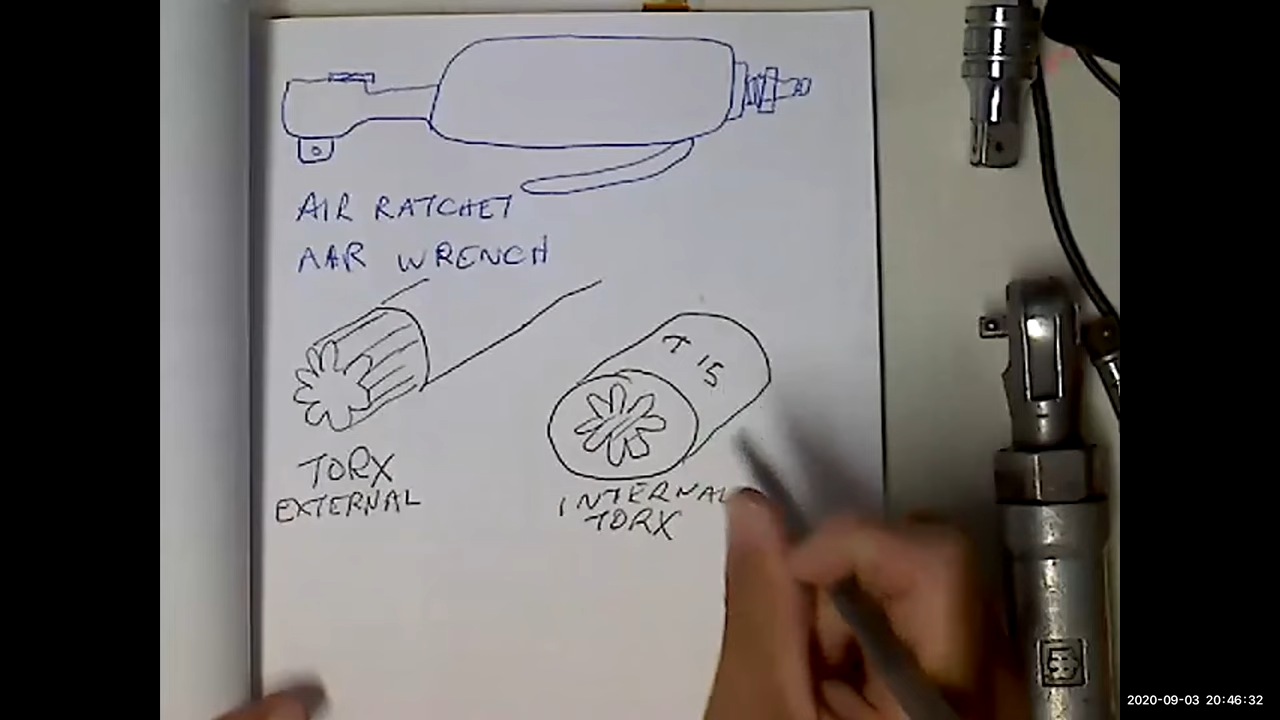 AIR RATCHET
AAR WRENCH
T 15
TORX
EXTERNAL
INTERNAL
TORX
2020-09-03 20:46:32